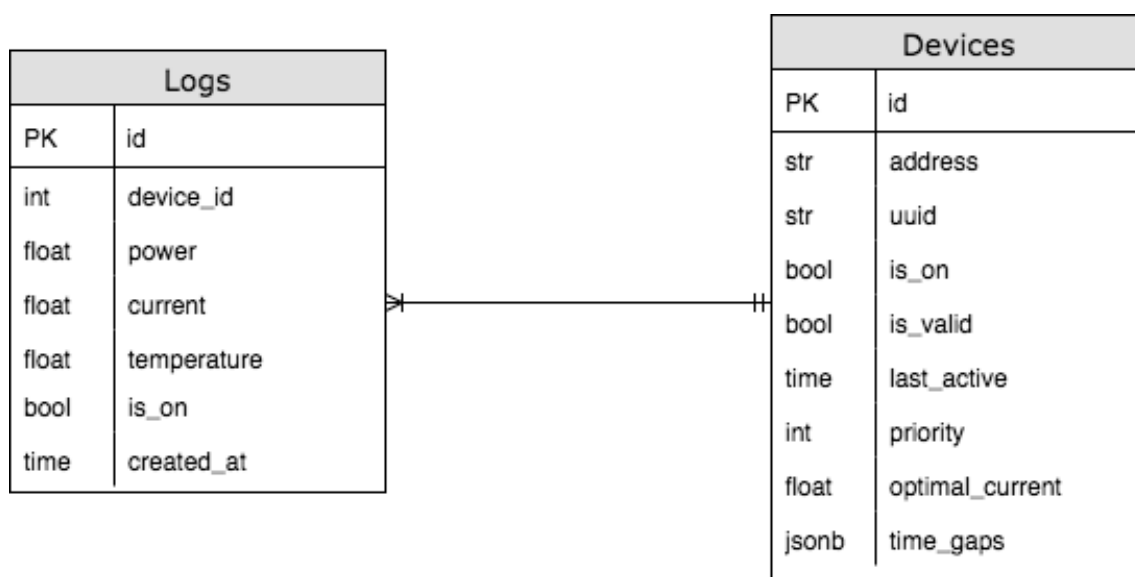 Logs
PK id
int device_id
float power
float current
float temperature
bool is_on
time created_at
Devices
PK id
str address
str uuid
bool is_on
bool is_valid
time last_active
int priority
float optimal_current
jsonb time_gaps